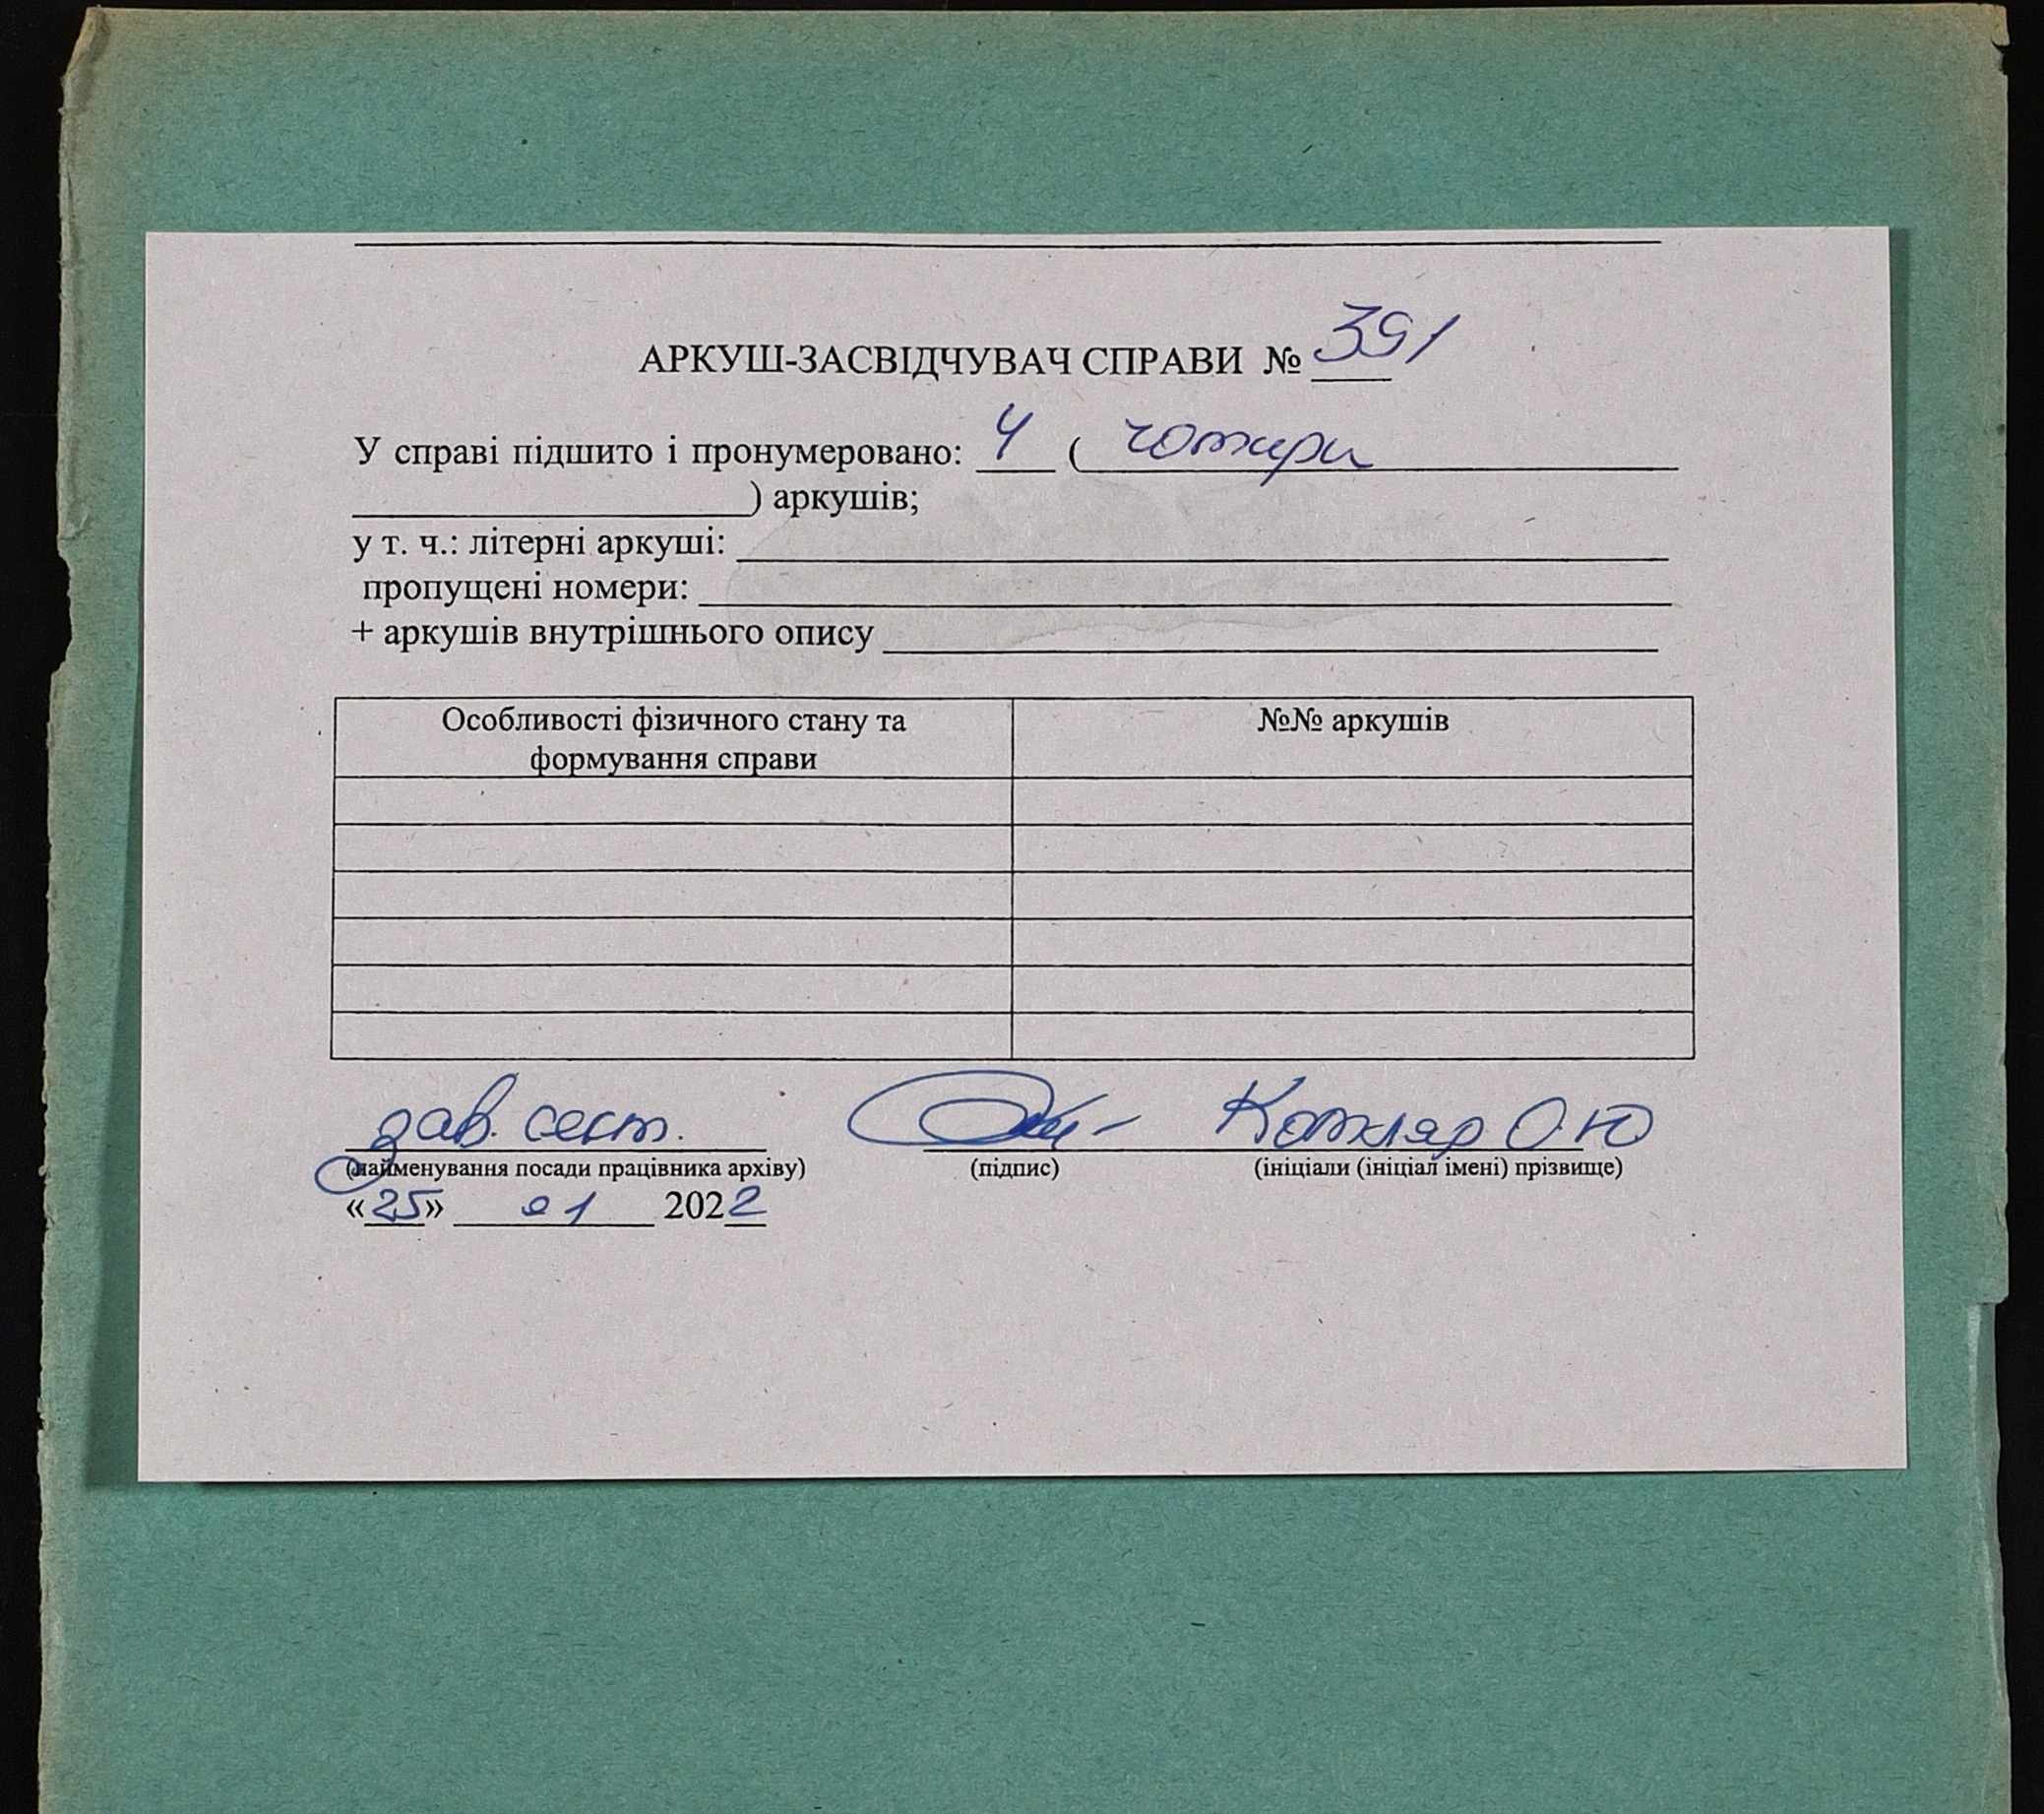 АРКУШ-ЗАСВІДЧУВАЧ СПРАВИ № 391
У справі підшито і пронумеровано: 4 ( чотири
) аркушів;
у т. ч.: літерні аркуші:
пропущені номери:
+ аркушів внутрішнього опису
Особливості фізичного стану та формування справи
№№ аркушів
зав. сект. Котляр О.Ю
(найменування посади працівника архіву) (підпис) (ініціали (ініціал імені) прізвище)
«25» 01 2022